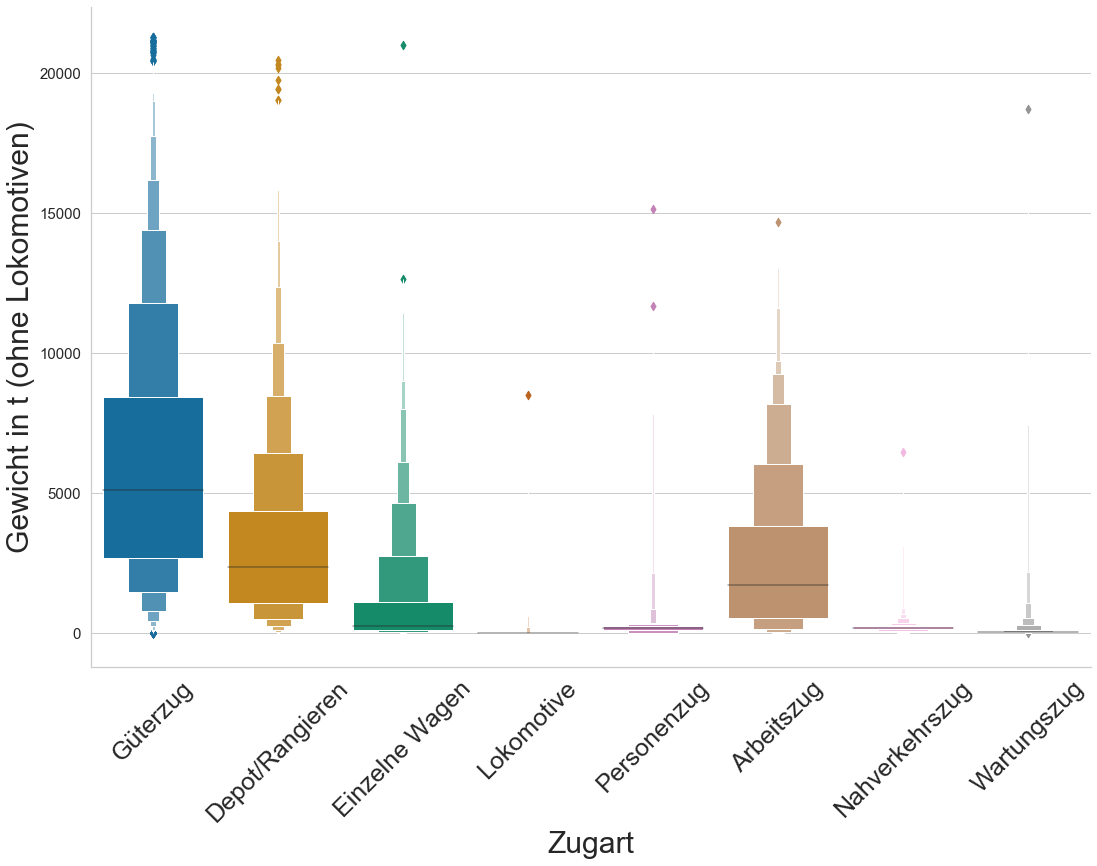 Gewicht in t (ohne Lokomotiven)
20000
15000
10000
5000
0
Güterzug
Depot/Rangieren
Einzelne Wagen
Lokomotive
Personenzug
Arbeitszug
Nahverkehrszug
Wartungszug
Zugart